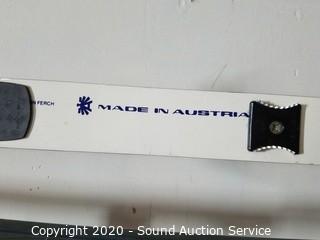 FERCH
MADE IN AUSTRIA
Copyright 2020 - Sound Auction Service